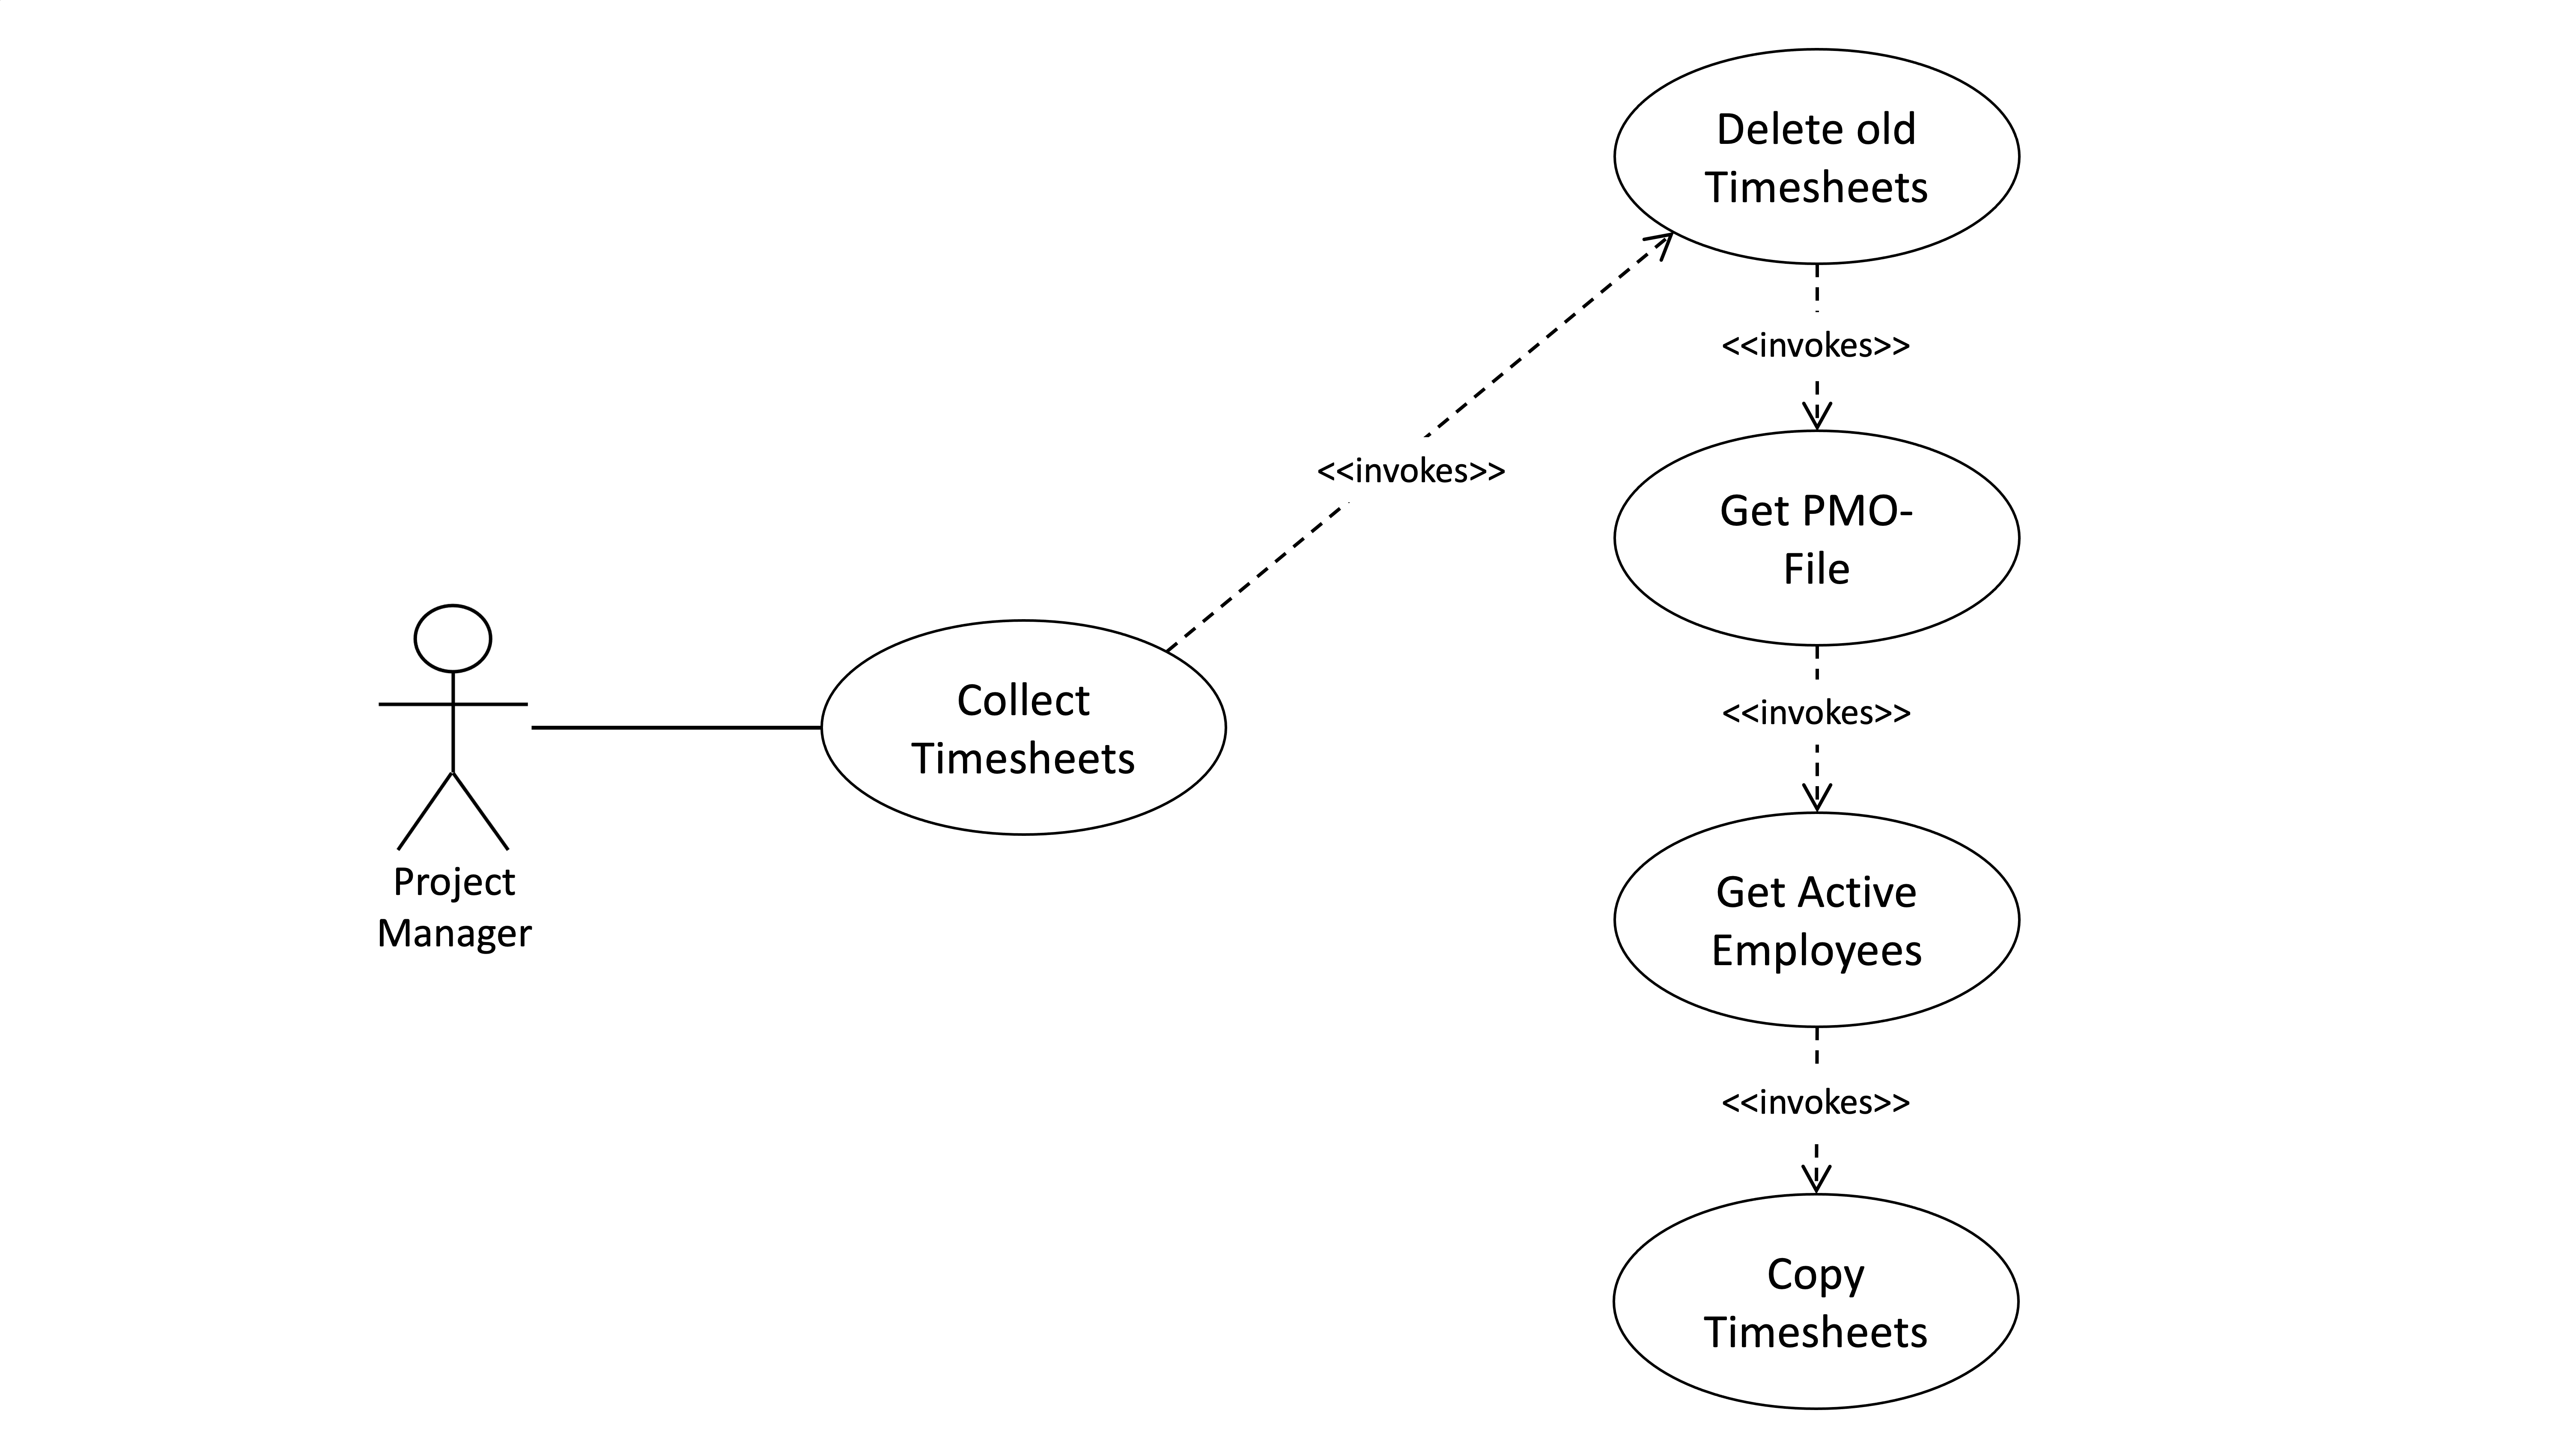 Delete old
Timesheets
<<invokes>>
Get PMO-
File
<<invokes>>
<<invokes>>
Get Active
Employees
<<invokes>>
Copy
Timesheets
Collect
Timesheets
Project
Manager